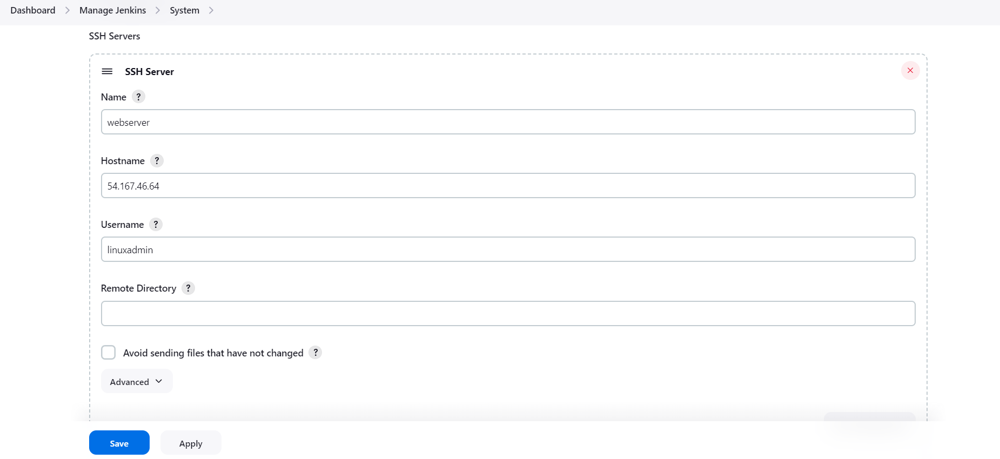 Dashboard > Manage Jenkins > System >
SSH Servers
SSH Server
Name ?
webserver
Hostname ?
54.167.46.64
Username ?
linuxadmin
Remote Directory ?
Avoid sending files that have not changed ?
Advanced
Save Apply